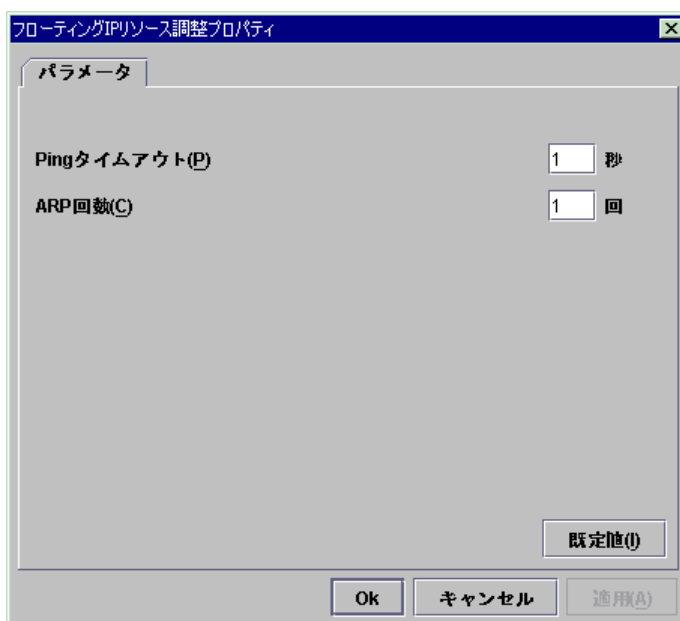 フローティングIPリソース調整プロパティ
パラメータ
Pingタイムアウト(P) 1 秒
ARP回数(C) 1 回
既定値(I)
Ok キャンセル 適用(A)